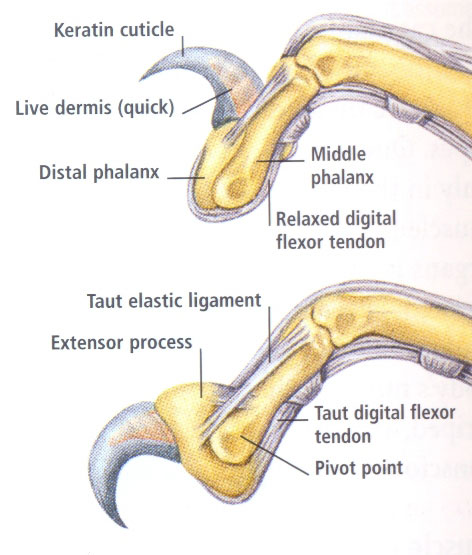 Keratin cuticle
Live dermis (quick)
Distal phalanx
Middle
phalanx
Relaxed digital
flexor tendon
Taut elastic ligament
Extensor process
Taut digital flexor
tendon
Pivot point